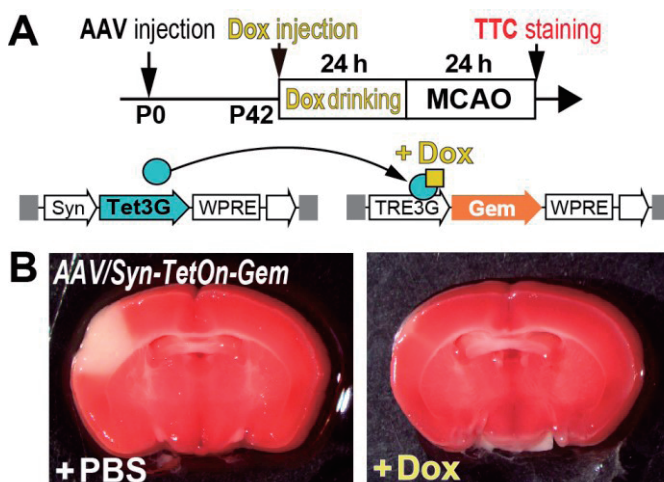 A
AAV injection Dox injection TTC staining
24 h 24 h
Dox drinking MCAO
P0 P42
+ Dox
Syn Tet3G WPRE TRE3G Gem WPRE
B
AAV/Syn-TetOn-Gem
+PBS +Dox